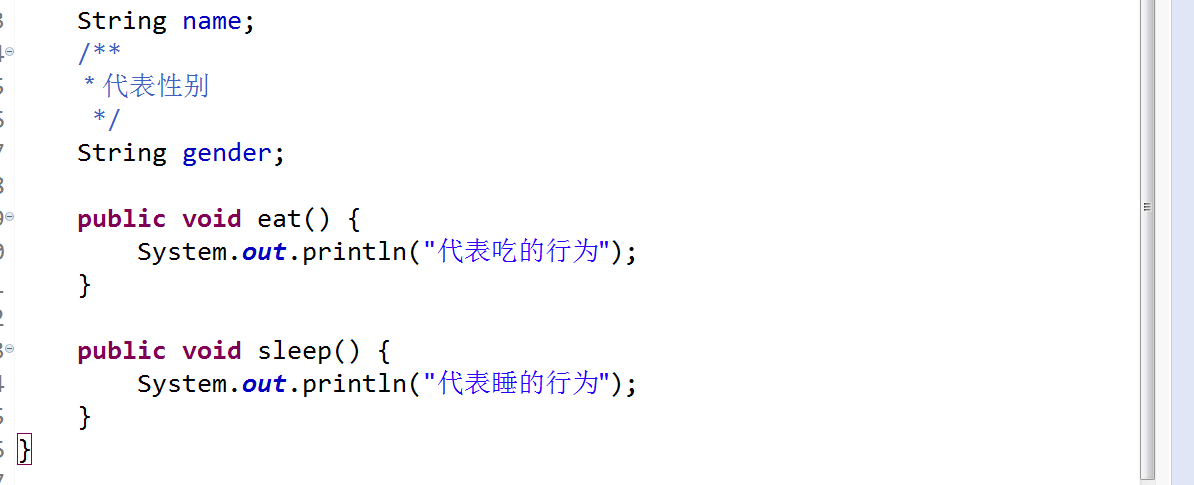 String name;
/**
* 代表性别
*/
String gender;
public void eat() {
System.out.println("代表吃的行为");
}
public void sleep() {
System.out.println("代表睡的行为");
}
}